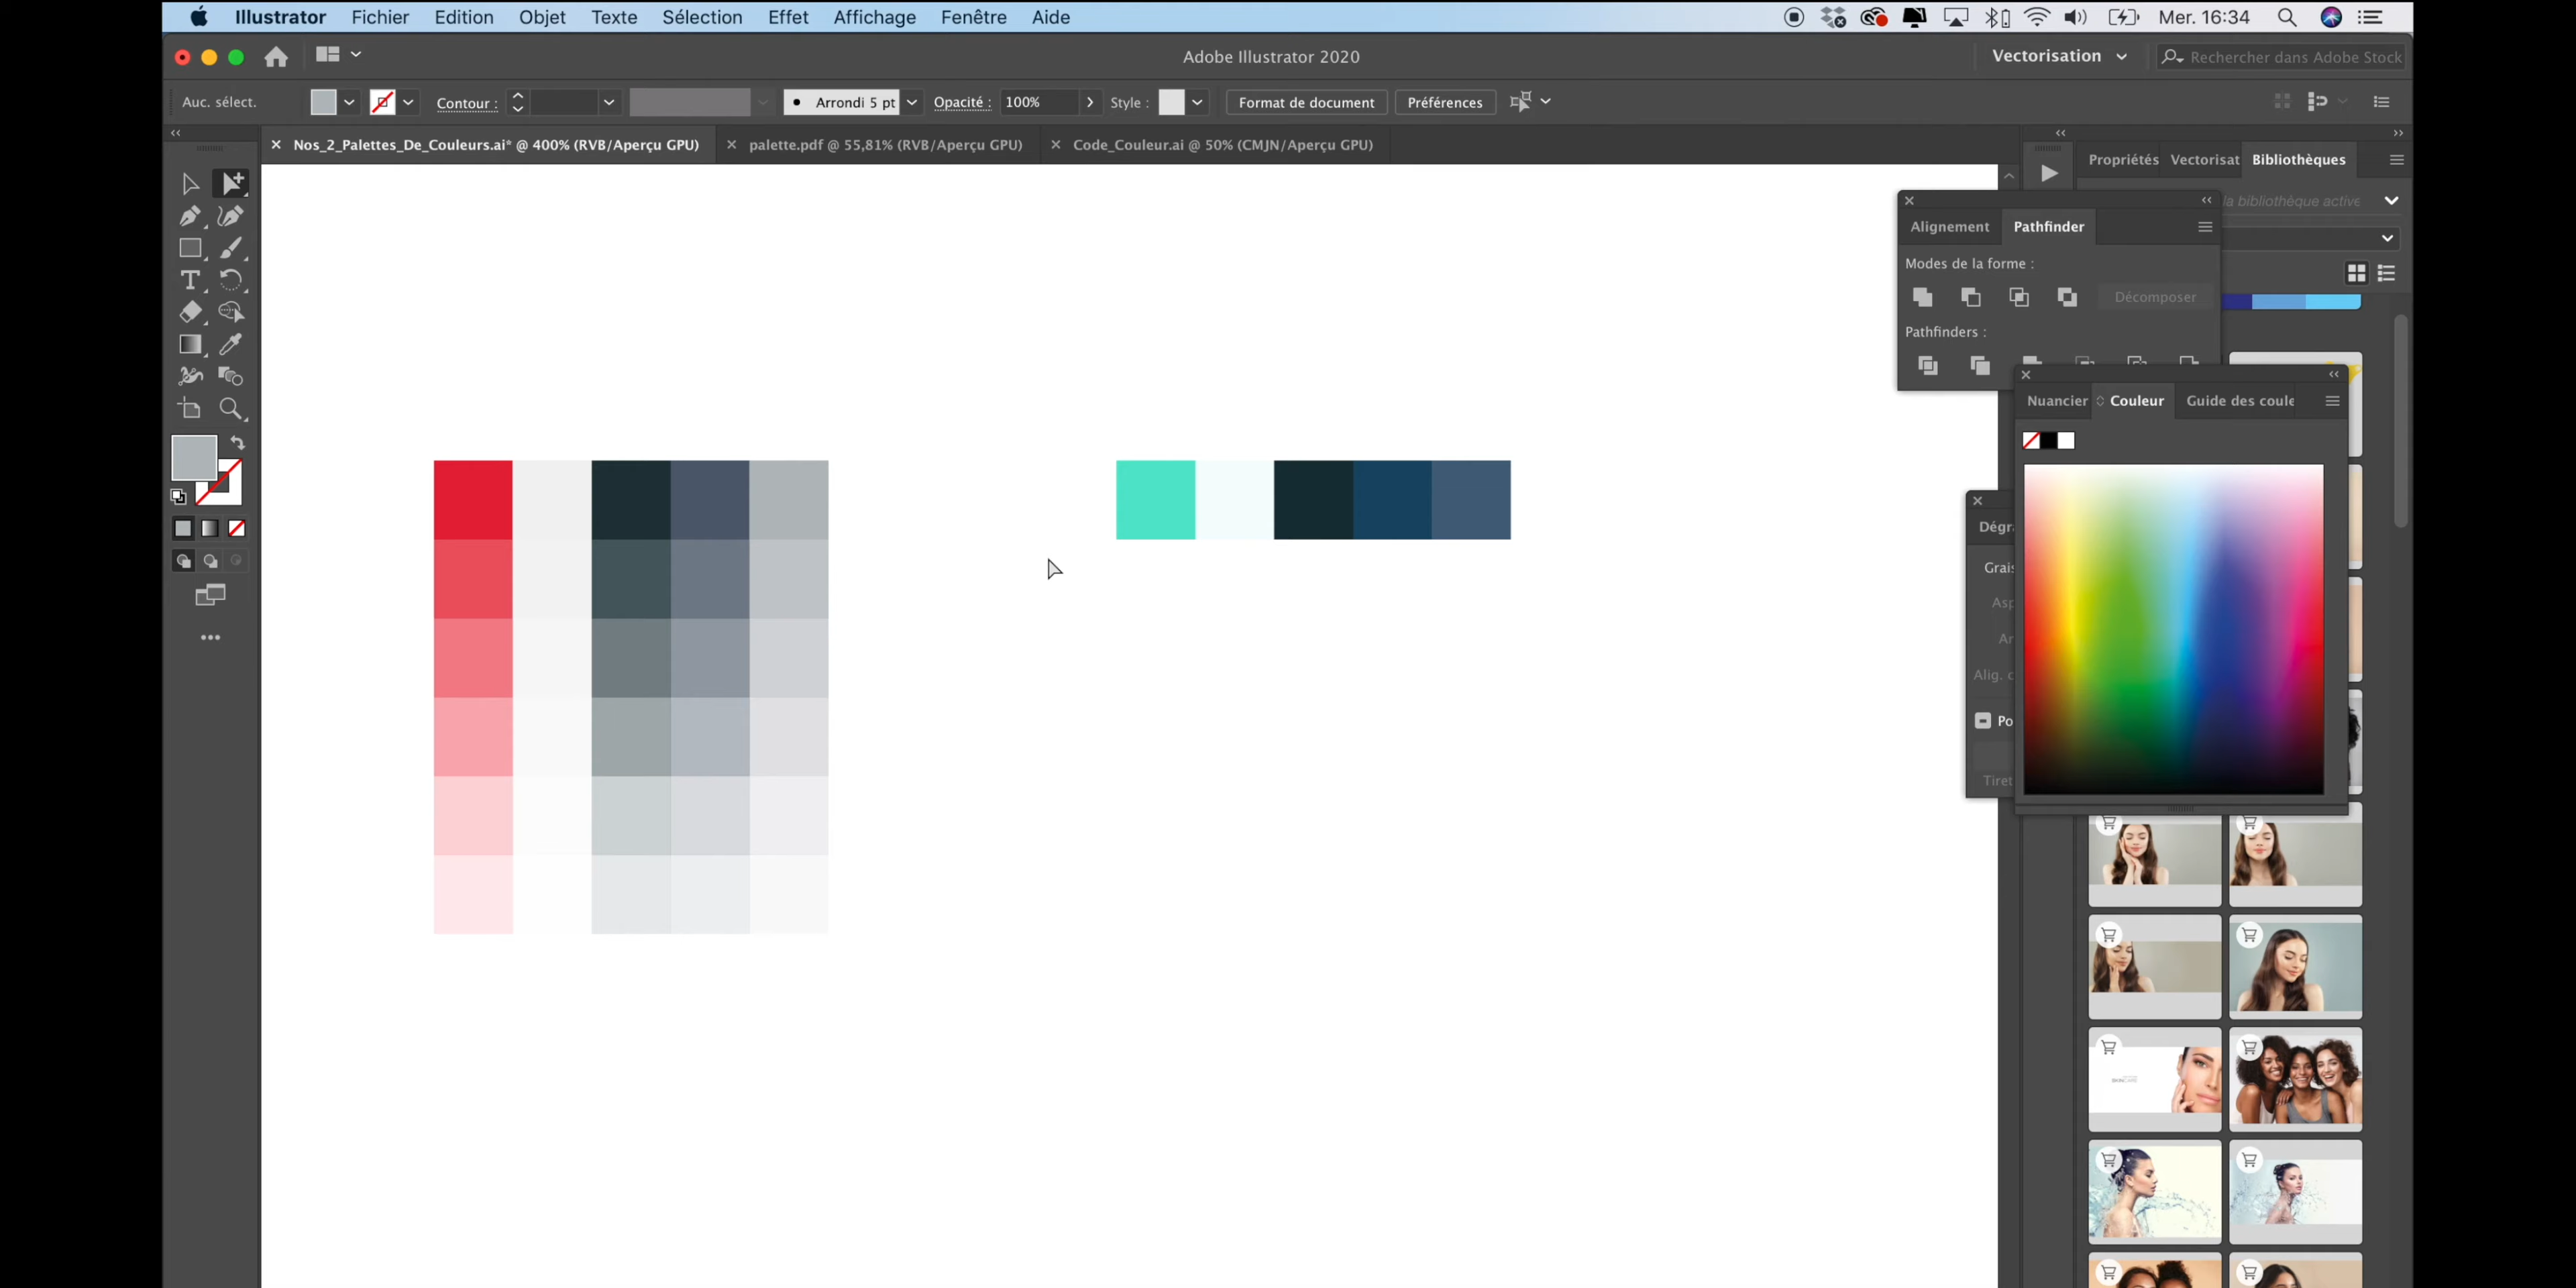 Illustrator Fichier Edition Objet Texte Sélection Effet Affichage Fenêtre Aide Mer. 16:34
Adobe Illustrator 2020 Vectorisation Rechercher dans Adobe Stock
Auc. sélect. Contour : Arrondi 5 pt Opacité : 100% Style : Format de document Préférences
Nos_2_Palettes_De_Couleurs.ai* @ 400% (RVB/Aperçu GPU) palette.pdf @ 55,81% (RVB/Aperçu GPU) Code_Couleur.ai @ 50% (CMJN/Aperçu GPU)
Propriétés Vectorisat Bibliothèques
la bibliothèque active
Alignement Pathfinder
Modes de la forme :
Décomposer
Pathfinders :
Nuancier Couleur Guide des coule
Dégra
Grais
Asp
Ar
Alig. c
Po
Tiret